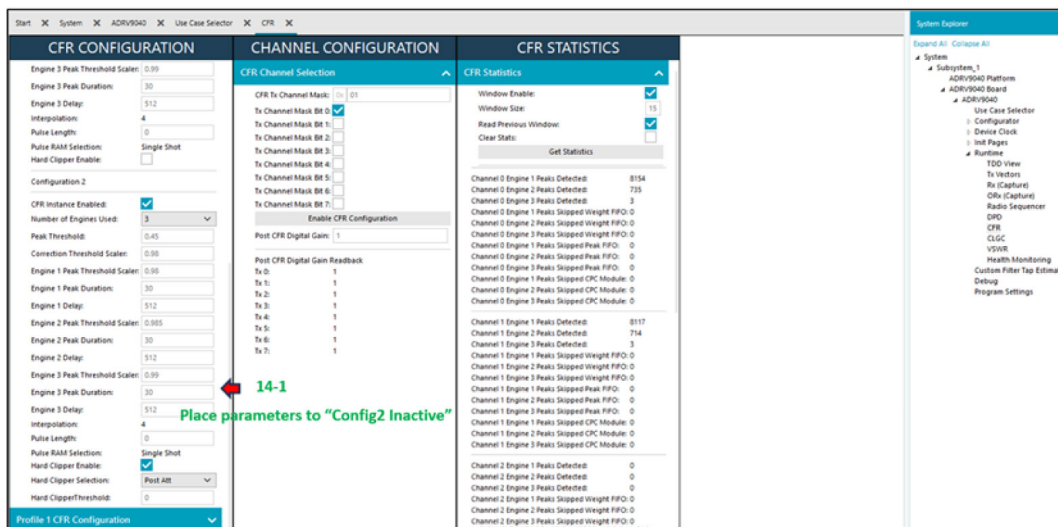 Start X System X ADRV9040 X Use Case Selector X CFR X
CFR CONFIGURATION
Engine 3 Peak Threshold Scaler: 0.99
Engine 3 Peak Duration: 30
Engine 3 Delay: 512
Interpolation: 4
Pulse Length: 0
Pulse RAM Selection: Single Shot
Hard Clipper Enable:
Configuration 2
CFR Instance Enabled:
Number of Engines Used: 3
Peak Threshold: 0.45
Correction Threshold Scaler: 0.98
Engine 1 Peak Threshold Scaler: 0.98
Engine 1 Peak Duration: 30
Engine 1 Delay: 512
Engine 2 Peak Threshold Scaler: 0.985
Engine 2 Peak Duration: 30
Engine 2 Delay: 512
Engine 3 Peak Threshold Scaler: 0.99
Engine 3 Peak Duration: 30
Engine 3 Delay: 512
Interpolation: 4
Pulse Length: 0
Pulse RAM Selection: Single Shot
Hard Clipper Enable:
Hard Clipper Selection: Post Att
Hard ClipperThreshold: 0
Profile 1 CFR Configuration
14-1
Place parameters to “Config2 Inactive”
CHANNEL CONFIGURATION
CFR Channel Selection
CFR Tx Channel Mask: 0x 01
Tx Channel Mask Bit 0:
Tx Channel Mask Bit 1:
Tx Channel Mask Bit 2:
Tx Channel Mask Bit 3:
Tx Channel Mask Bit 4:
Tx Channel Mask Bit 5:
Tx Channel Mask Bit 6:
Tx Channel Mask Bit 7:
Enable CFR Configuration
Post CFR Digital Gain: 1
Post CFR Digital Gain Readback
Tx 0: 1
Tx 1: 1
Tx 2: 1
Tx 3: 1
Tx 4: 1
Tx 5: 1
Tx 6: 1
Tx 7: 1
CFR STATISTICS
CFR Statistics
Window Enable:
Window Size: 15
Read Previous Window:
Clear Stats:
Get Statistics
Channel 0 Engine 1 Peaks Detected: 8154
Channel 0 Engine 2 Peaks Detected: 735
Channel 0 Engine 3 Peaks Detected: 3
Channel 0 Engine 1 Peaks Skipped Weight FIFO: 0
Channel 0 Engine 2 Peaks Skipped Weight FIFO: 0
Channel 0 Engine 3 Peaks Skipped Weight FIFO: 0
Channel 0 Engine 1 Peaks Skipped Peak FIFO: 0
Channel 0 Engine 2 Peaks Skipped Peak FIFO: 0
Channel 0 Engine 3 Peaks Skipped Peak FIFO: 0
Channel 0 Engine 1 Peaks Skipped CPC Module: 0
Channel 0 Engine 2 Peaks Skipped CPC Module: 0
Channel 0 Engine 3 Peaks Skipped CPC Module: 0
Channel 1 Engine 1 Peaks Detected: 8117
Channel 1 Engine 2 Peaks Detected: 714
Channel 1 Engine 3 Peaks Detected: 3
Channel 1 Engine 1 Peaks Skipped Weight FIFO: 0
Channel 1 Engine 2 Peaks Skipped Weight FIFO: 0
Channel 1 Engine 3 Peaks Skipped Weight FIFO: 0
Channel 1 Engine 1 Peaks Skipped Peak FIFO: 0
Channel 1 Engine 2 Peaks Skipped Peak FIFO: 0
Channel 1 Engine 3 Peaks Skipped Peak FIFO: 0
Channel 1 Engine 1 Peaks Skipped CPC Module: 0
Channel 1 Engine 2 Peaks Skipped CPC Module: 0
Channel 1 Engine 3 Peaks Skipped CPC Module: 0
Channel 2 Engine 1 Peaks Detected: 0
Channel 2 Engine 2 Peaks Detected: 0
Channel 2 Engine 3 Peaks Detected: 0
Channel 2 Engine 1 Peaks Skipped Weight FIFO: 0
Channel 2 Engine 2 Peaks Skipped Weight FIFO: 0
Channel 2 Engine 3 Peaks Skipped Weight FIFO: 0
System Explorer
Expand All Collapse All
System
Subsystem_1
ADRV9040 Platform
ADRV9040 Board
ADRV9040
Use Case Selector
Configurator
Device Clock
Init Pages
Runtime
TDD View
Tx Vectors
Rx (Capture)
ORx (Capture)
Radio Sequencer
DPD
CFR
CLGC
VSWR
Health Monitoring
Custom Filter Tap Estimat
Debug
Program Settings